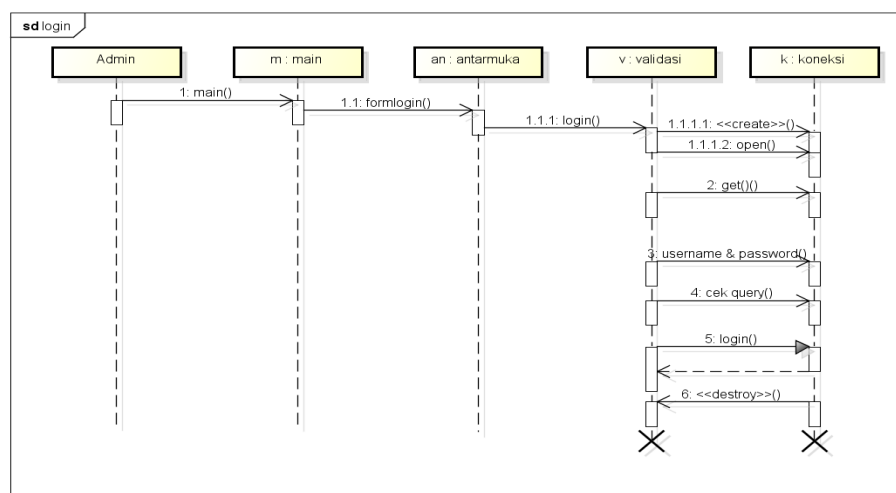 sd login
Admin
m : main
an : antarmuka
v : validasi
k : koneksi
1: main()
1.1: formlogin()
1.1.1: login()
1.1.1.1: <<create>>()
1.1.1.2: open()
2: get()()
3: username & password()
4: cek query()
5: login()
6: <<destroy>>()